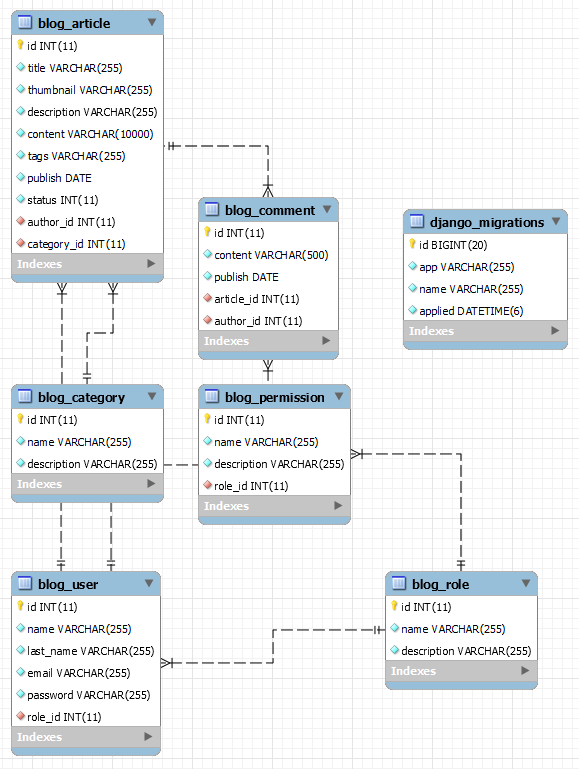 blog_article
id INT(11)
title VARCHAR(255)
thumbnail VARCHAR(255)
description VARCHAR(255)
content VARCHAR(10000)
tags VARCHAR(255)
publish DATE
status INT(11)
author_id INT(11)
category_id INT(11)
Indexes
blog_comment
id INT(11)
content VARCHAR(500)
publish DATE
article_id INT(11)
author_id INT(11)
Indexes
django_migrations
id BIGINT(20)
app VARCHAR(255)
name VARCHAR(255)
applied DATETIME(6)
Indexes
blog_category
id INT(11)
name VARCHAR(255)
description VARCHAR(255)
Indexes
blog_permission
id INT(11)
name VARCHAR(255)
description VARCHAR(255)
role_id INT(11)
Indexes
blog_user
id INT(11)
name VARCHAR(255)
last_name VARCHAR(255)
email VARCHAR(255)
password VARCHAR(255)
role_id INT(11)
Indexes
blog_role
id INT(11)
name VARCHAR(255)
description VARCHAR(255)
Indexes